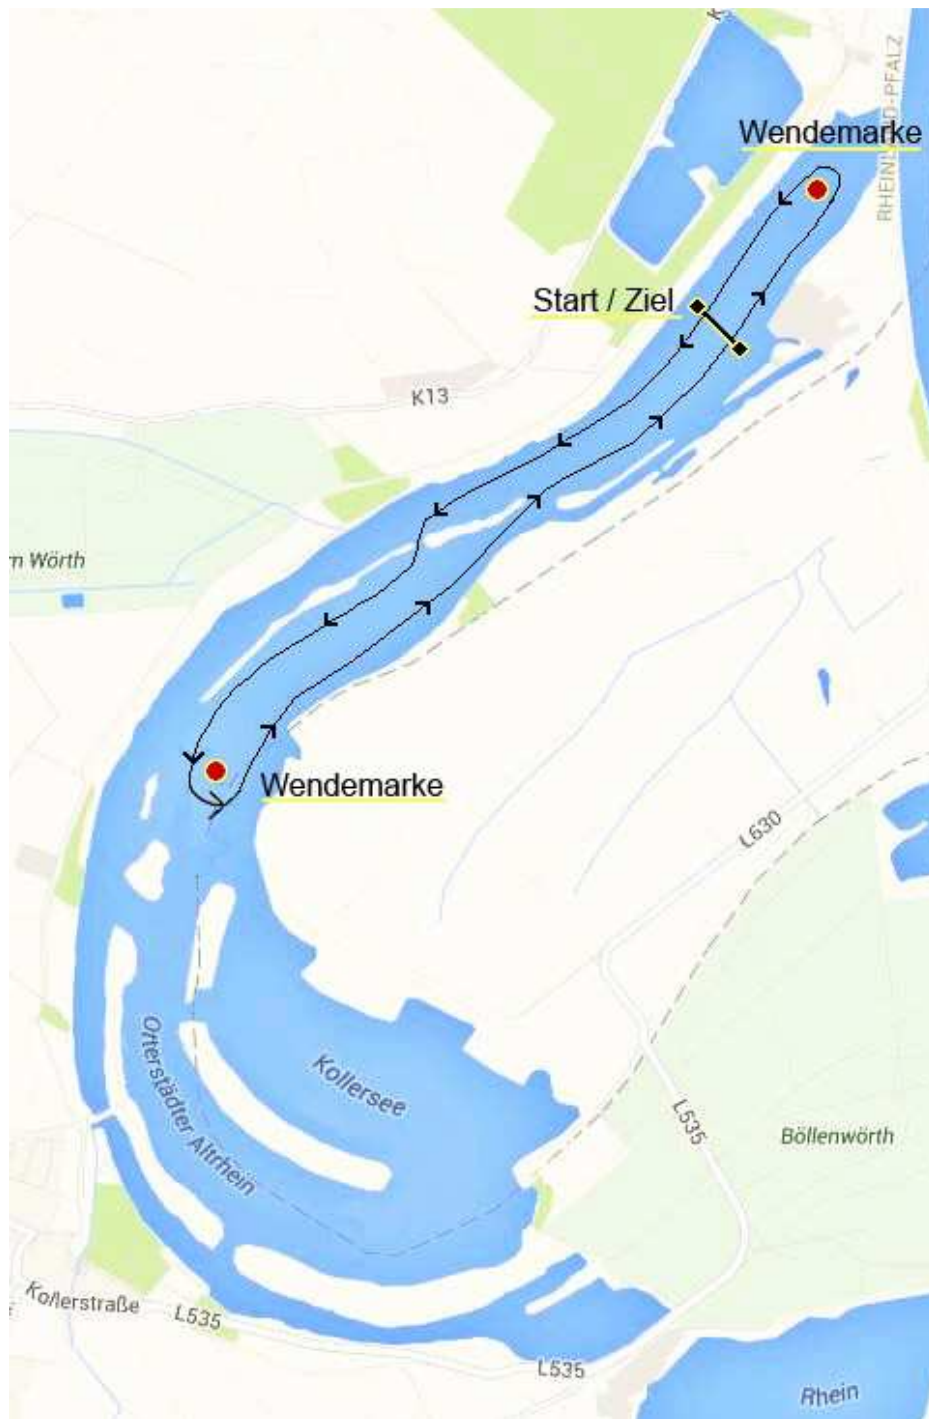 K
Wendemarke
RHEINLAND-PFALZ
Start / Ziel
K13
m Wörth
Wendemarke
L630
Otterstädter Altrhein
Kollersee
L535
Böllenwörth
Kollerstraße
L535
L535
Rhein